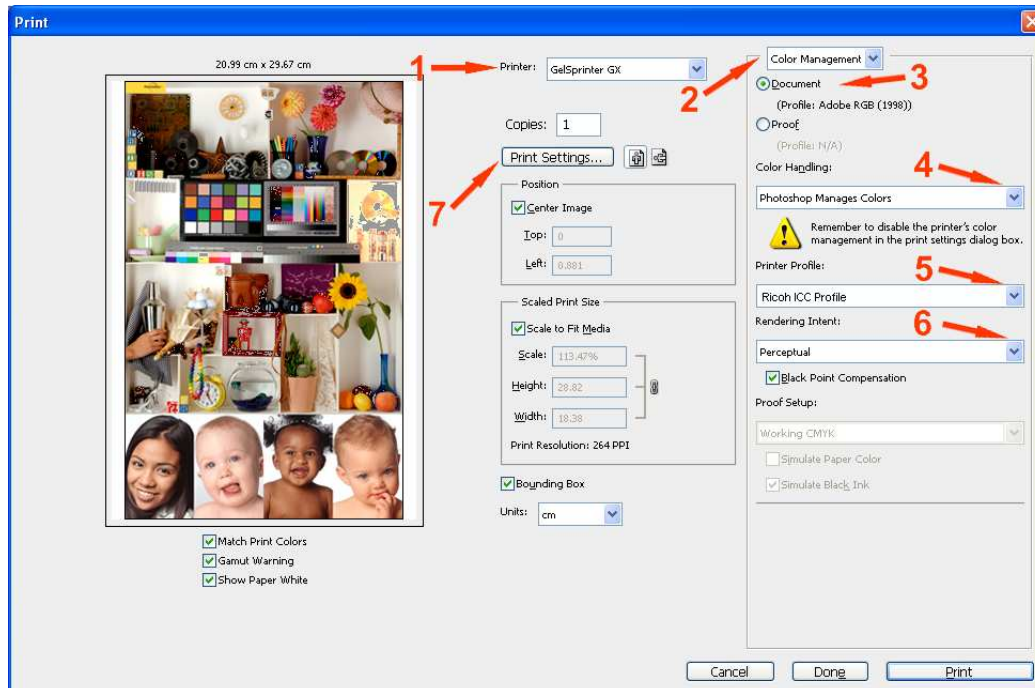 Print
20.99 cm x 29.67 cm
Match Print Colors
Gamut Warning
Show Paper White
1
Printer: GelSprinter GX
Copies: 1
Print Settings...
7
Position
Center Image
Top: 0
Left: 0.881
Scaled Print Size
Scale to Fit Media
Scale: 113.47%
Height: 28.82
Width: 18.38
Print Resolution: 264 PPI
Bounding Box
Units: cm
2
Color Management
3
Document
(Profile: Adobe RGB (1998))
Proof
(Profile: N/A)
Color Handling:
4
Photoshop Manages Colors
Remember to disable the printer's color
management in the print settings dialog box.
Printer Profile:
5
Ricoh ICC Profile
Rendering Intent:
6
Perceptual
Black Point Compensation
Proof Setup:
Working CMYK
Simulate Paper Color
Simulate Black Ink
Cancel
Done
Print